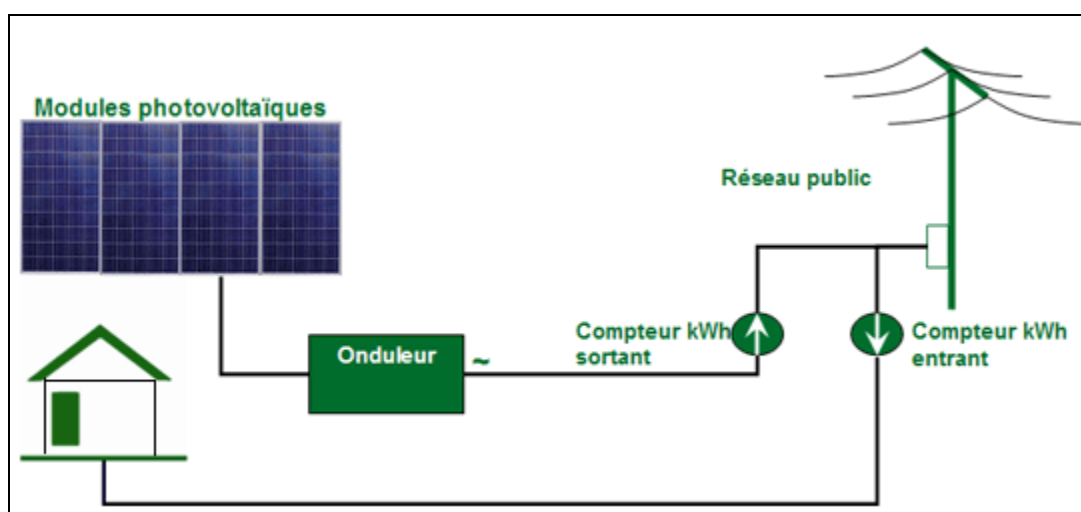 Modules photovoltaïques
Réseau public
Onduleur
~
Compteur kWh
sortant
Compteur kWh
entrant